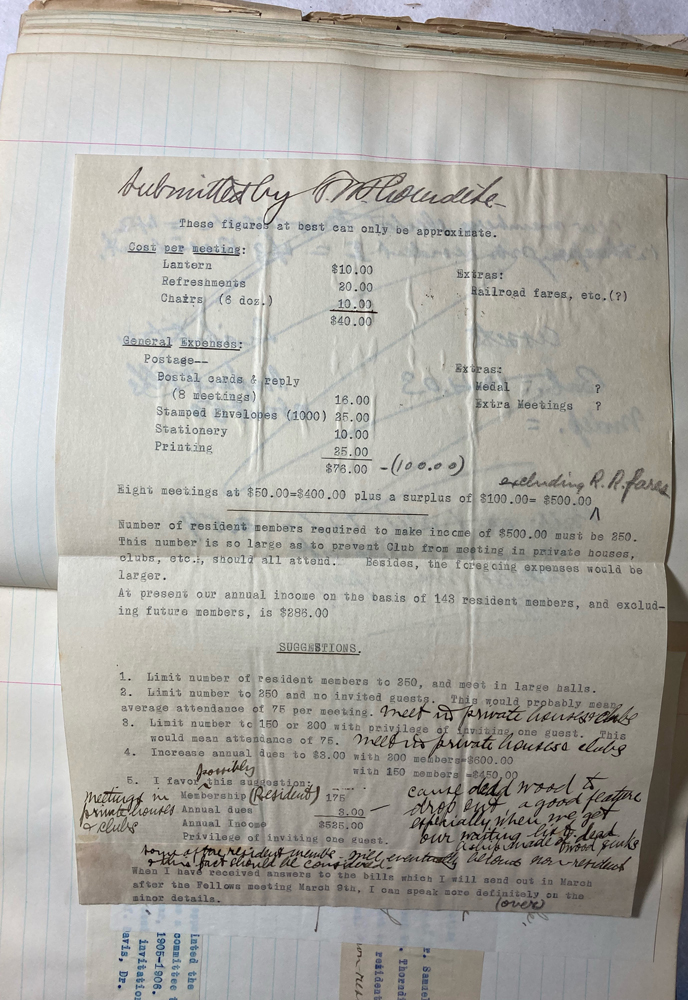 Submitted by
These figures at best can only be approximate.
Cost per meeting:
Lantern $10.00
Refreshments 20.00
Chairs (6 doz.) 10.00
$40.00
Extras:
Railroad fares, etc.(?)
General Expenses:
Postage--
Postal cards & reply
(8 meetings) 16.00
Stamped Envelopes (1000) 25.00
Stationery 10.00
Printing 25.00
$76.00 -(100.00)
Extras:
Medal ?
Extra Meetings ?
excluding R.R. fares
Eight meetings at $50.00=$400.00 plus a surplus of $100.00= $500.00
Number of resident members required to make income of $500.00 must be 250.
This number is so large as to prevent Club from meeting in private houses,
clubs, etc., should all attend. Besides, the foregoing expenses would be
larger.
At present our annual income on the basis of 143 resident members, and exclud-
ing future members, is $286.00
SUGGESTIONS.
1. Limit number of resident members to 250, and meet in large halls.
2. Limit number to 250 and no invited guests. This would probably mean
average attendance of 75 per meeting. Meet in private houses & clubs
3. Limit number to 150 or 200 with privilege of inviting one guest. This
would mean attendance of 75. Meet in private houses & clubs
4. Increase annual dues to $3.00 with 200 members=$600.00
with 150 members =$450.00
possibly
5. I favor this suggestion:
Membership (Resident) 175
Annual dues 3.00
Annual Income $525.00
Privilege of inviting one guest.
meetings in
private houses
& clubs
cause dead wood to
drop out – a good feature
especially when we get
our waiting list & dead
wood
some of the resident members will eventually become non-resident
& this fact should be considered
When I have received answers to the bills which I will send out in March
after the Fellows meeting March 9th, I can speak more definitely on the
minor details. (over)
lated the
committee
1905-1906.
invitatio
avis, Dr.
r. Samuel
. Thornd
resident